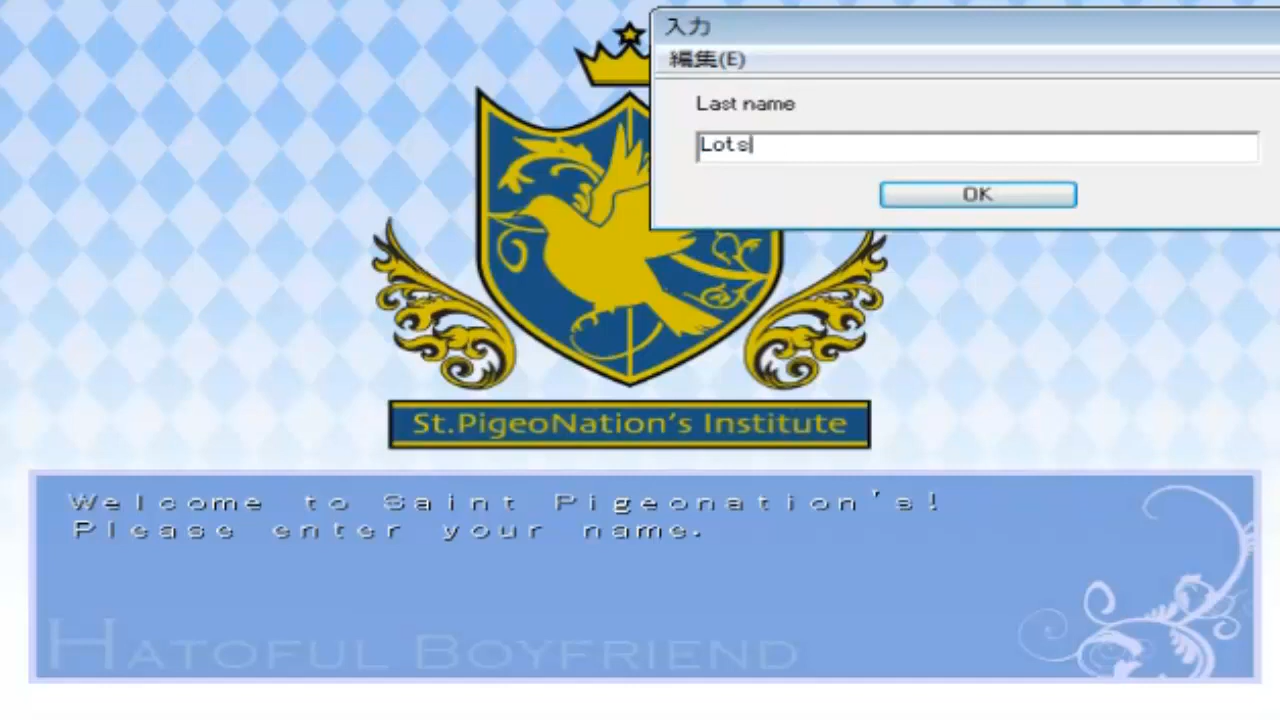 入力
編集(E)
Last name
Lots
OK
St.PigeoNation's Institute
Welcome to Saint Pigeonation's!
Please enter your name.
HATOFUL BOYFRIEND